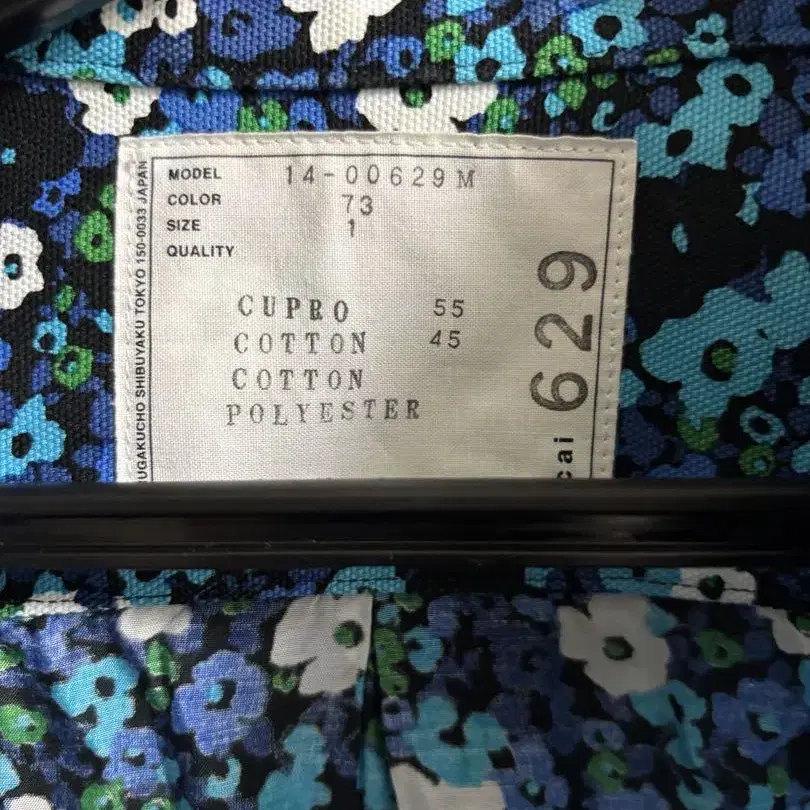 MODEL 14-00629M
COLOR 73
SIZE 1
QUALITY
CUPRO 55
COTTON 45
COTTON
POLYESTER
629
cai
UGAKUCHO SHIBUYAKU TOKYO 150-0033 JAPAN